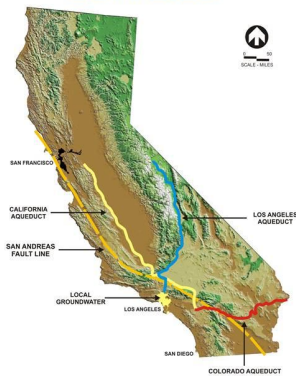 0 50
SCALE - MILES
SAN FRANCISCO
CALIFORNIA
AQUEDUCT
LOS ANGELES
AQUEDUCT
SAN ANDREAS
FAULT LINE
LOCAL
GROUNDWATER
LOS ANGELES
SAN DIEGO
COLORADO AQUEDUCT